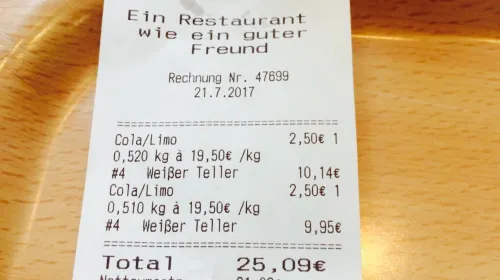 Ein Restaurant
wie ein guter
Freund
Rechnung Nr. 47699
21.7.2017
================================
Cola/Limo 2,50€ 1
0,520 kg à 19,50€ /kg
#4 Weißer Teller 10,14€
Cola/Limo 2,50€ 1
0,510 kg à 19,50€ /kg
#4 Weißer Teller 9,95€
================================
Total 25,09€